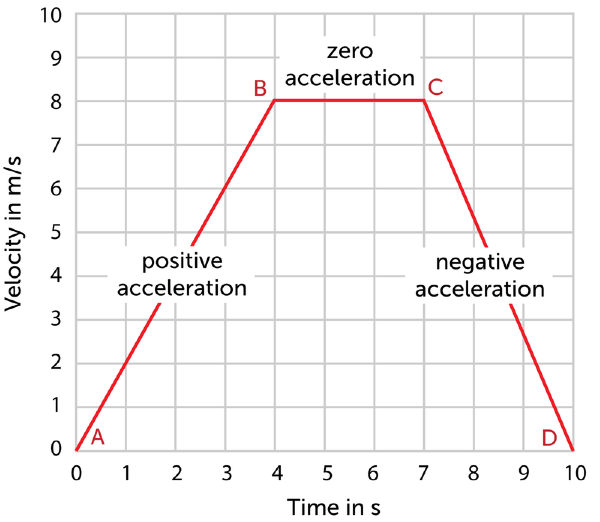 10
9
8
7
6
5
4
3
2
1
0
Velocity in m/s
zero
acceleration
B
C
positive
acceleration
negative
acceleration
A
D
0 1 2 3 4 5 6 7 8 9 10
Time in s